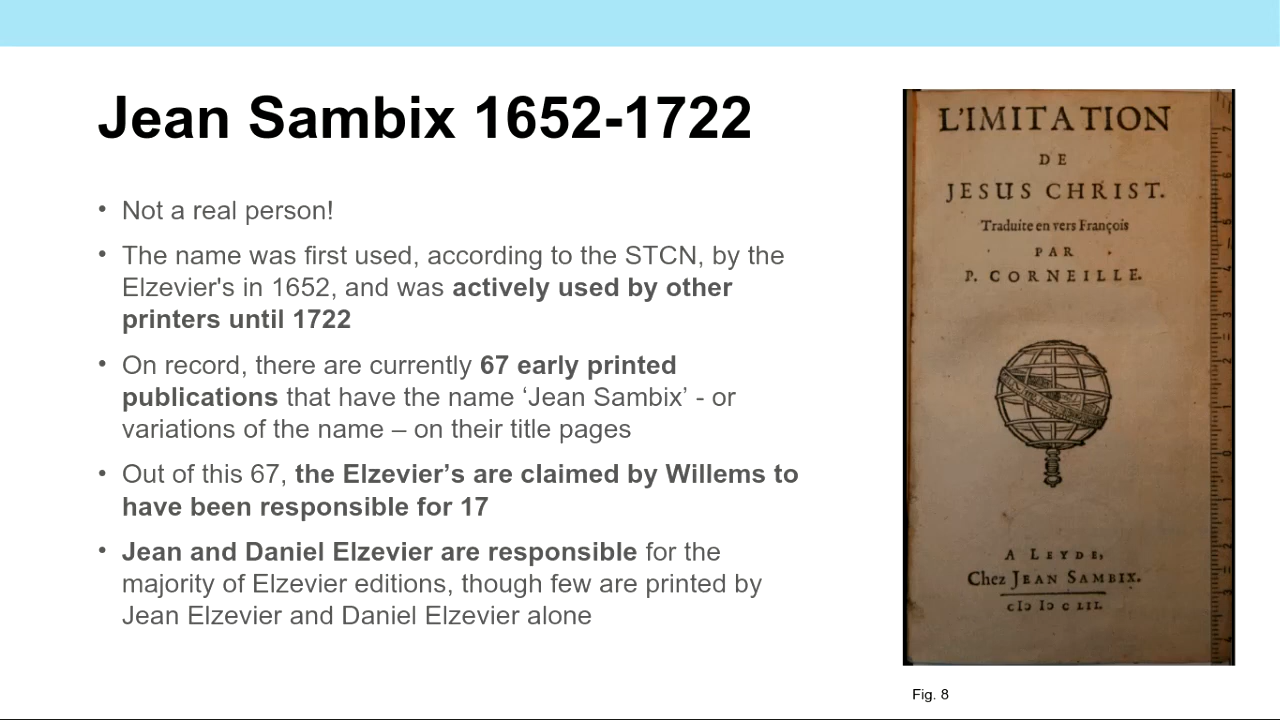 Jean Sambix 1652-1722
• Not a real person!
• The name was first used, according to the STCN, by the
Elzevier's in 1652, and was actively used by other
printers until 1722
• On record, there are currently 67 early printed
publications that have the name ‘Jean Sambix’ - or
variations of the name – on their title pages
• Out of this 67, the Elzevier’s are claimed by Willems to
have been responsible for 17
• Jean and Daniel Elzevier are responsible for the
majority of Elzevier editions, though few are printed by
Jean Elzevier and Daniel Elzevier alone
L'IMITATION
DE
JESUS CHRIST.
Traduite en vers François
PAR
P. CORNEILLE.
A LEYDE,
Chez JEAN SAMBIX.
cIↄ Iↄ c LII.
Fig. 8